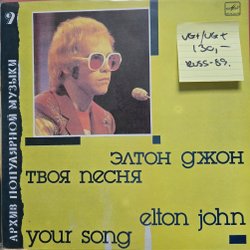 9
АРХИВ ПОПУЛЯРНОЙ МУЗЫКИ
VG+/VG+
130,-
RUSS-89.
элтон джон
твоя песня
elton john
your song